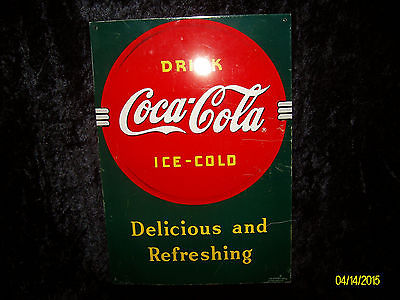 DRINK
Coca-Cola
®
ICE-COLD
Delicious and
Refreshing
04/14/2015